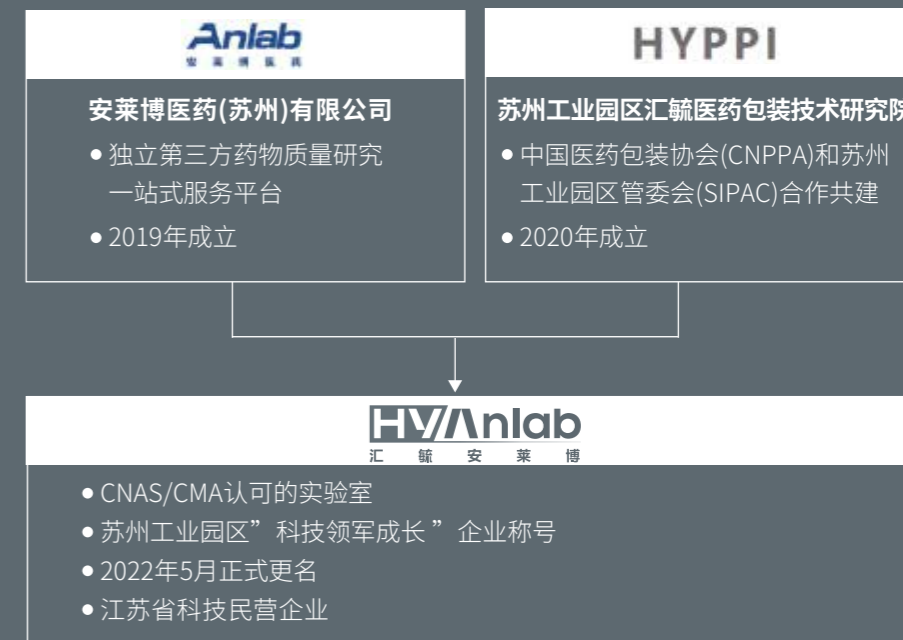 Anlab
安莱博医药
HYPPI
安莱博医药(苏州)有限公司
● 独立第三方药物质量研究
一站式服务平台
● 2019年成立
苏州工业园区汇毓医药包装技术研究院
● 中国医药包装协会(CNPPA)和苏州
工业园区管委会(SIPAC)合作共建
● 2020年成立
HYAnlab
汇毓安莱博
● CNAS/CMA认可的实验室
● 苏州工业园区”科技领军成长 ”企业称号
● 2022年5月正式更名
● 江苏省科技民营企业